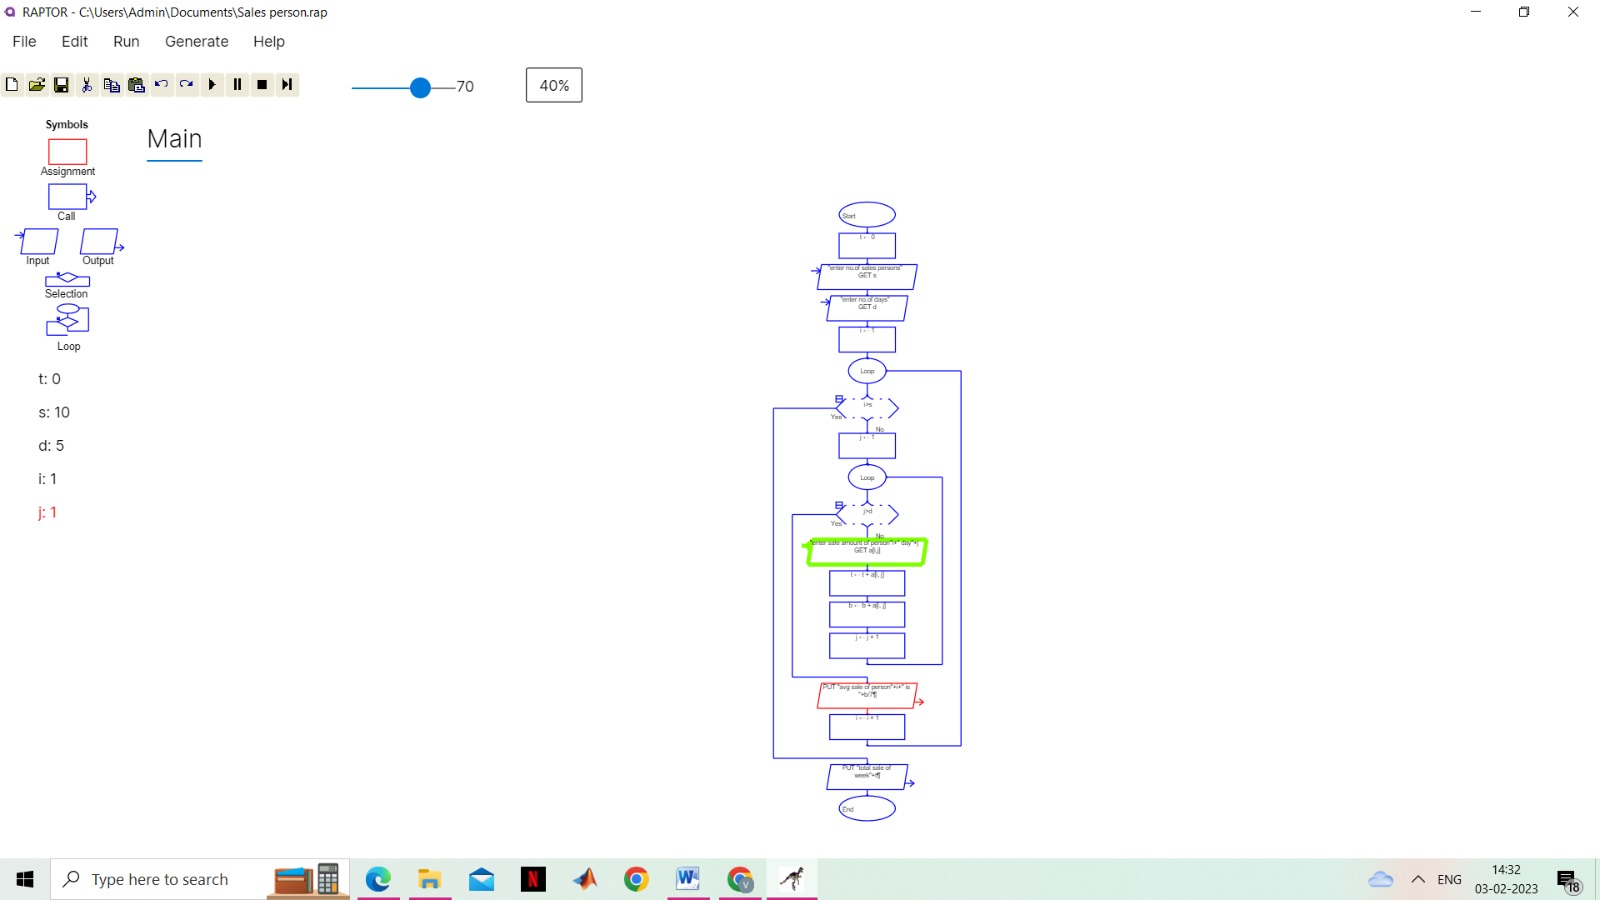 RAPTOR - C:\Users\Admin\Documents\Sales person.rap
File Edit Run Generate Help
70
40%
Symbols
Main
Assignment
Call
Input Output
Selection
Loop
t: 0
s: 10
d: 5
i: 1
j: 1
Start
t ← 0
"enter no.of sales persons"
GET s
"enter no.of days"
GET d
i ← 1
Loop
i>s
Yes
No
j ← 1
Loop
j>d
Yes
No
"enter sale amount of person"+" day"+j
GET a[i,j]
t ← t + a[i, j]
b ← b + a[i, j]
j ← j + 1
PUT "avg sale of person"+i+" is
i ← i + 1
PUT "total sale of
End
Type here to search
ENG
14:32
03-02-2023
18